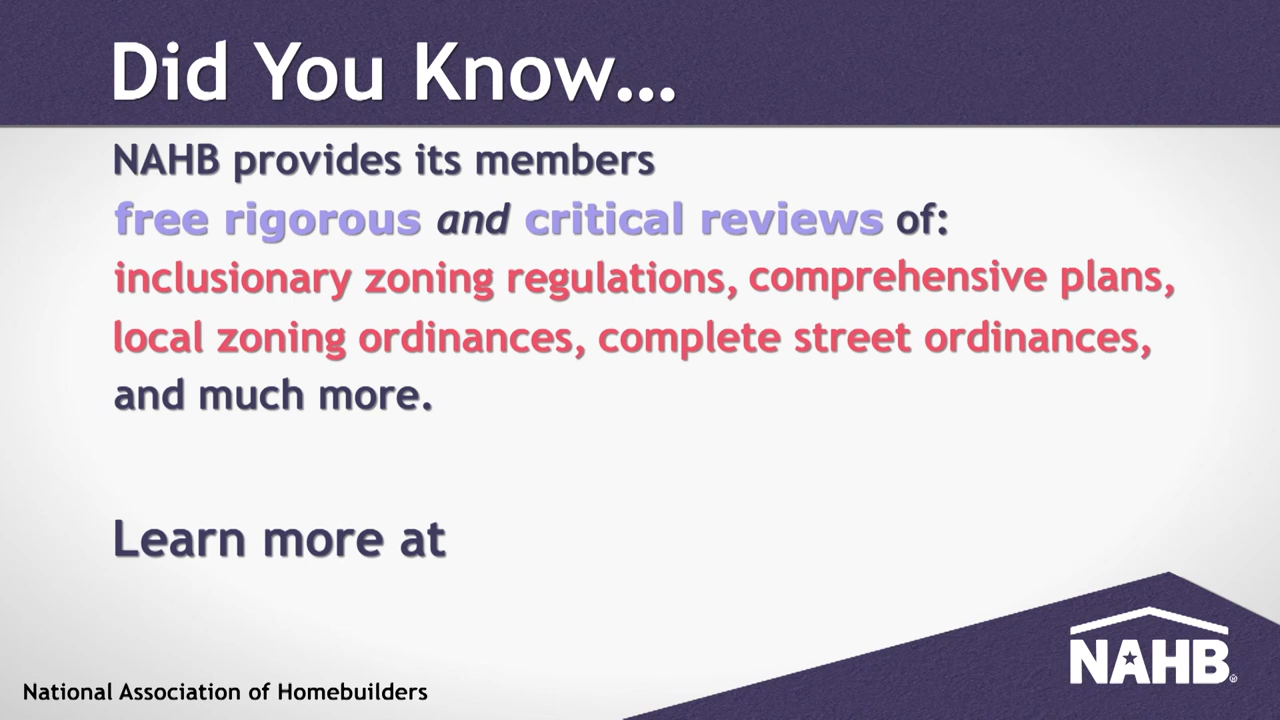 Did You Know...
NAHB provides its members
free rigorous and critical reviews of:
inclusionary zoning regulations, comprehensive plans,
local zoning ordinances, complete street ordinances,
and much more.
Learn more at
NAHB®
National Association of Homebuilders